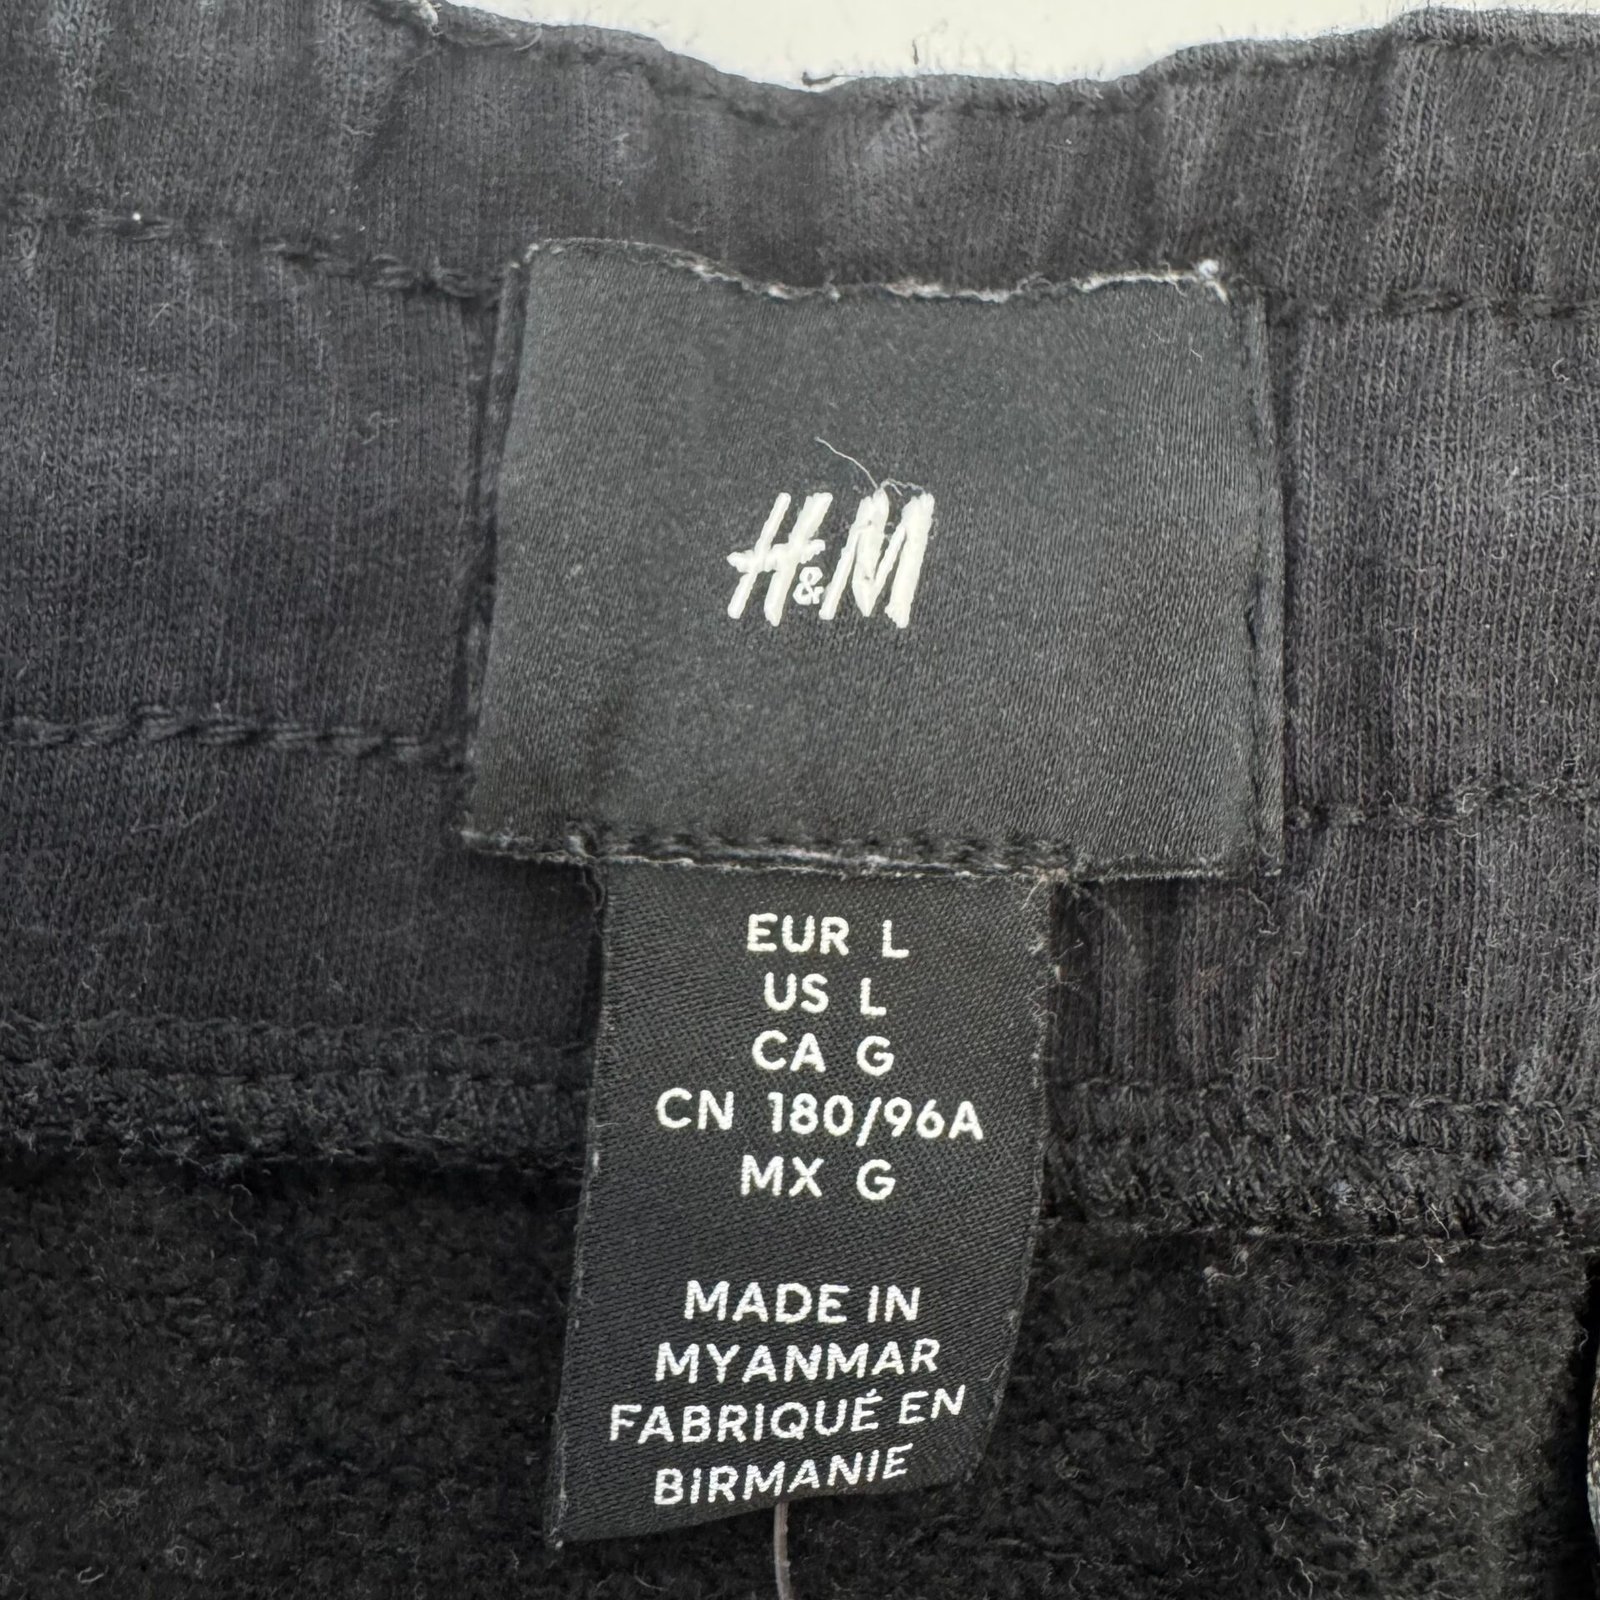 H&M
EUR L
US L
CA G
CN 180/96A
MX G
MADE IN
MYANMAR
FABRIQUÉ EN
BIRMANIE